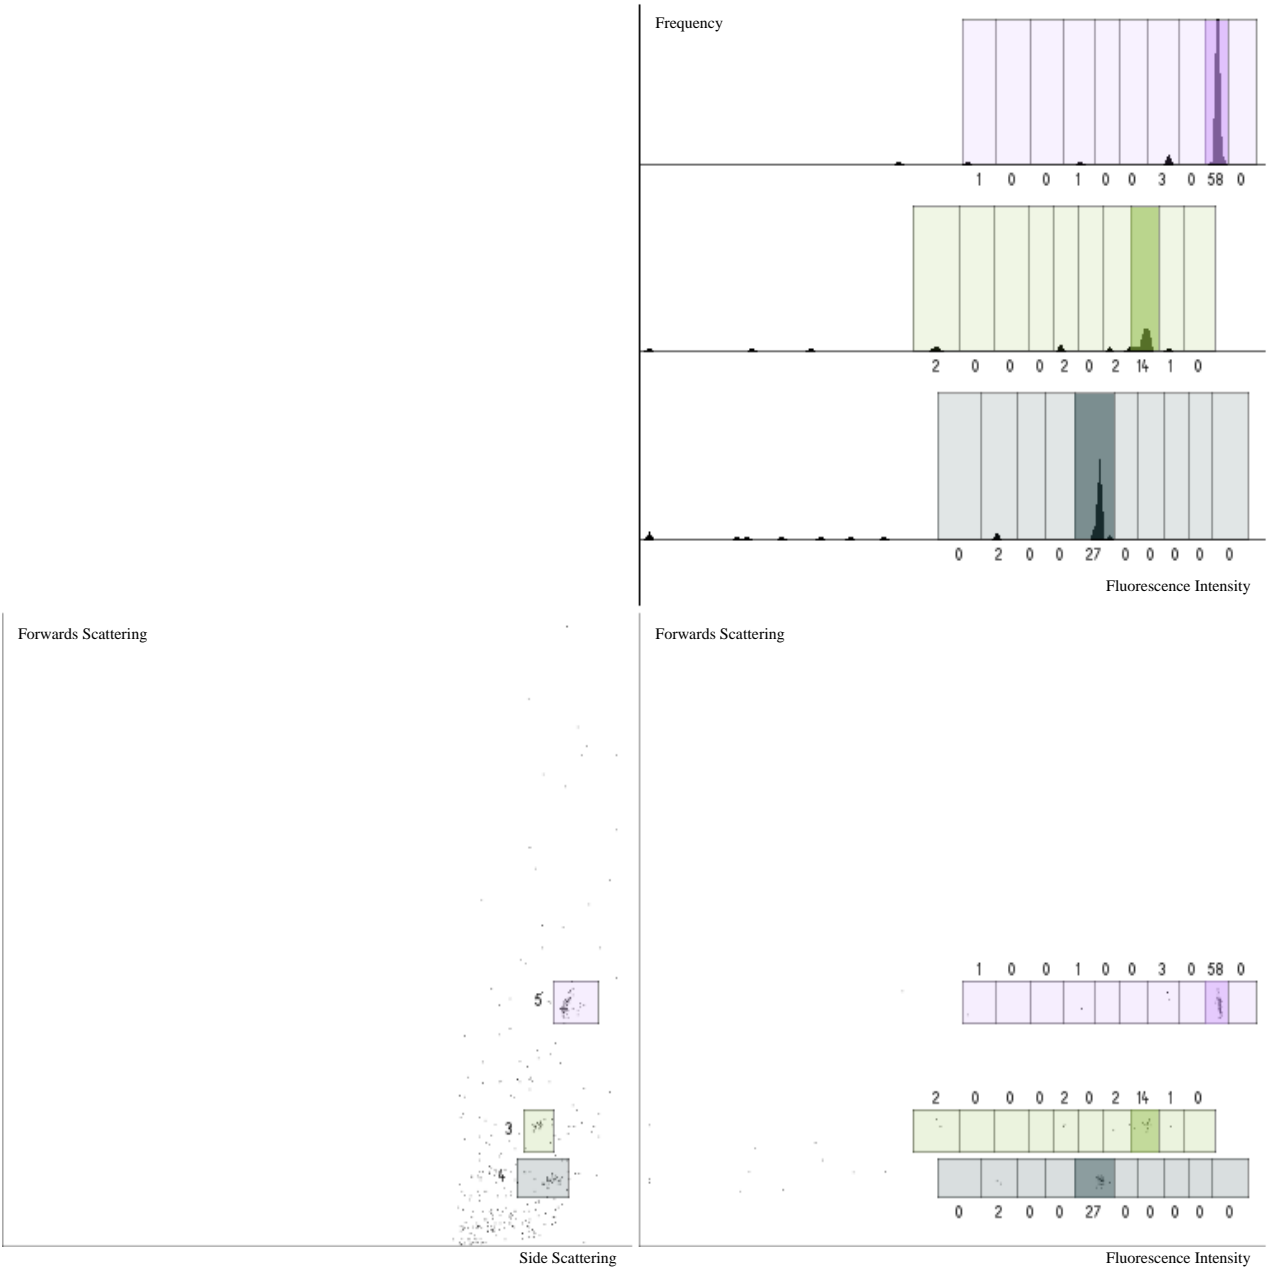 Frequency
1 0 0 1 0 0 3 0 58 0
2 0 0 0 2 0 2 14 1 0
0 2 0 0 27 0 0 0 0 0
Fluorescence Intensity
Forwards Scattering
5
3
4
Side Scattering
Forwards Scattering
1 0 0 1 0 0 3 0 58 0
2 0 0 0 2 0 2 14 1 0
0 2 0 0 27 0 0 0 0 0
Fluorescence Intensity